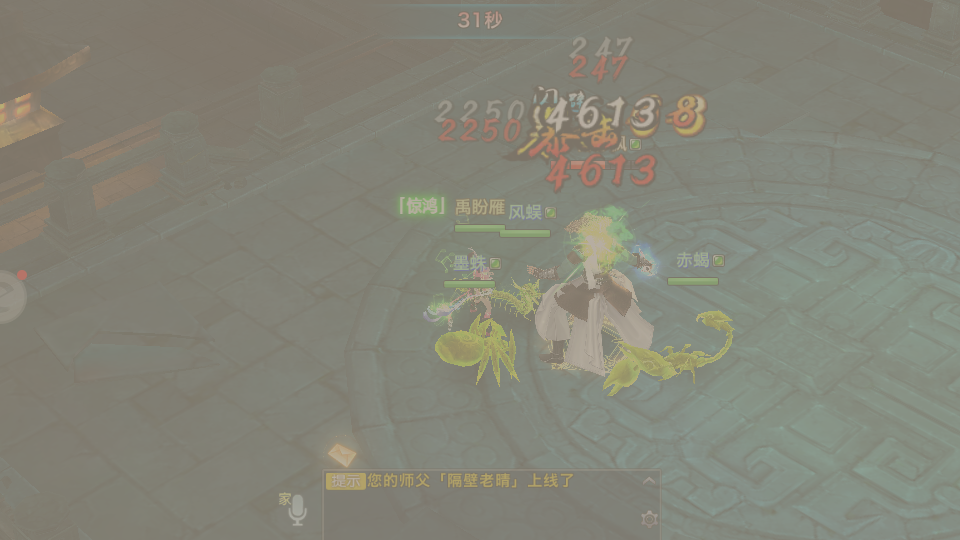 31秒
247
247
2250 4613 8
2250
4613
「惊鸿」 禹盼雁
风蜈
墨蛛
赤蝎
提示 您的师父「隔壁老晴」上线了
家